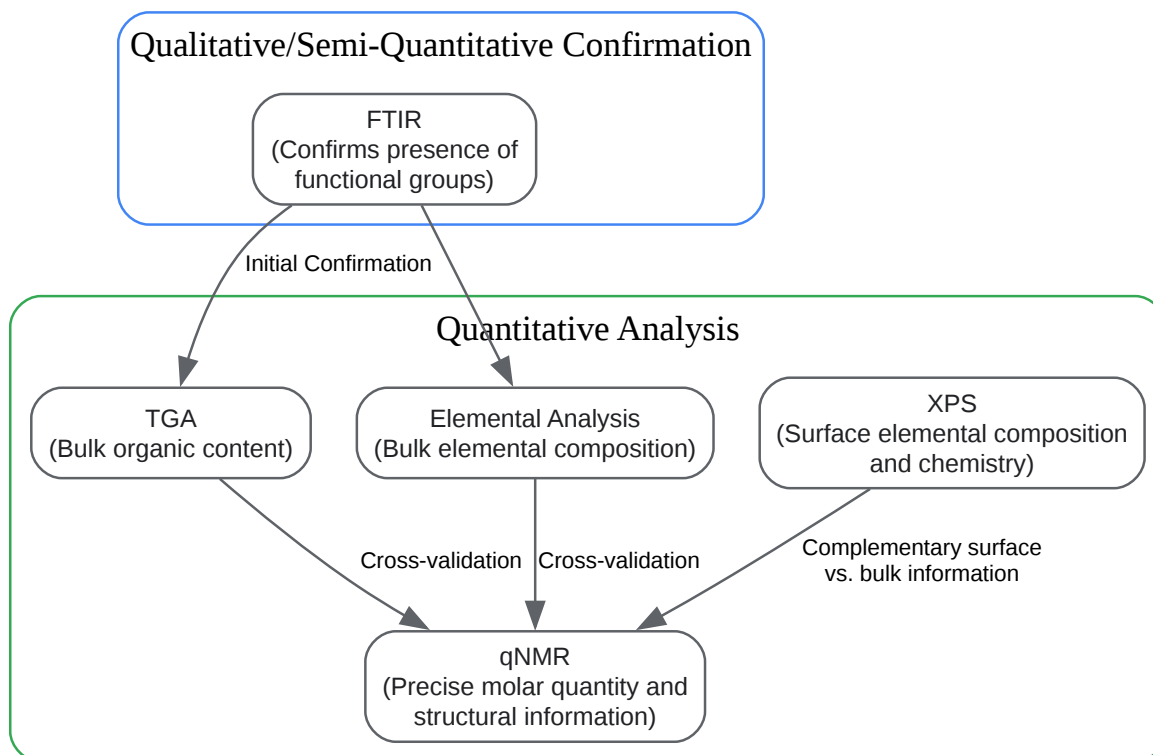 Qualitative/Semi-Quantitative Confirmation
FTIR
(Confirms presence of
functional groups)
Initial Confirmation
Quantitative Analysis
TGA
(Bulk organic content)
Elemental Analysis
(Bulk elemental composition)
XPS
(Surface elemental composition
and chemistry)
Cross-validation
Cross-validation
Complementary surface
vs. bulk information
qNMR
(Precise molar quantity and
structural information)